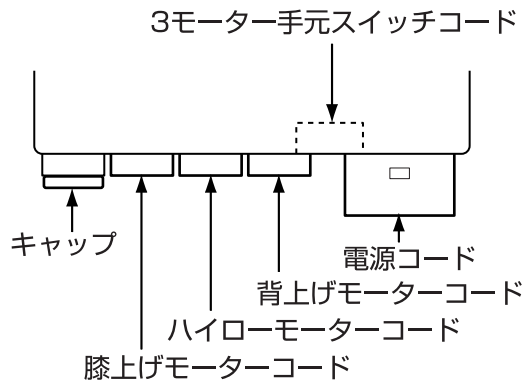 3モーター手元スイッチコード
キャップ
電源コード
背上げモーターコード
ハイローモーターコード
膝上げモーターコード